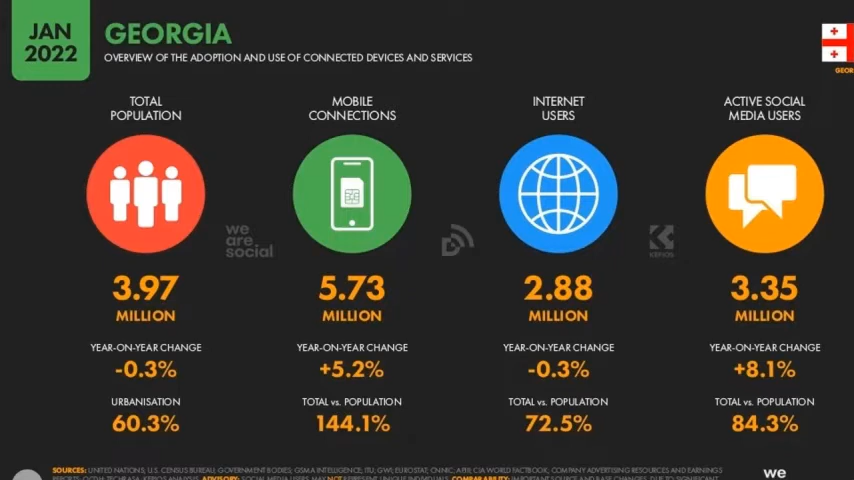 JAN
2022
GEORGIA
OVERVIEW OF THE ADOPTION AND USE OF CONNECTED DEVICES AND SERVICES
GEOR
TOTAL
POPULATION
MOBILE
CONNECTIONS
INTERNET
USERS
ACTIVE SOCIAL
MEDIA USERS
we
are
social
KEPIOS
3.97
MILLION
5.73
MILLION
2.88
MILLION
3.35
MILLION
YEAR-ON-YEAR CHANGE
-0.3%
YEAR-ON-YEAR CHANGE
+5.2%
YEAR-ON-YEAR CHANGE
-0.3%
YEAR-ON-YEAR CHANGE
+8.1%
URBANISATION
60.3%
TOTAL vs. POPULATION
144.1%
TOTAL vs. POPULATION
72.5%
TOTAL vs. POPULATION
84.3%
SOURCES: UNITED NATIONS; U.S. CENSUS BUREAU; GOVERNMENT BODIES; GSMA INTELLIGENCE; ITU; GWI; EUROSTAT; CNNIC; APJII; CIA WORLD FACTBOOK; COMPANY ADVERTISING RESOURCES AND EARNINGS
we